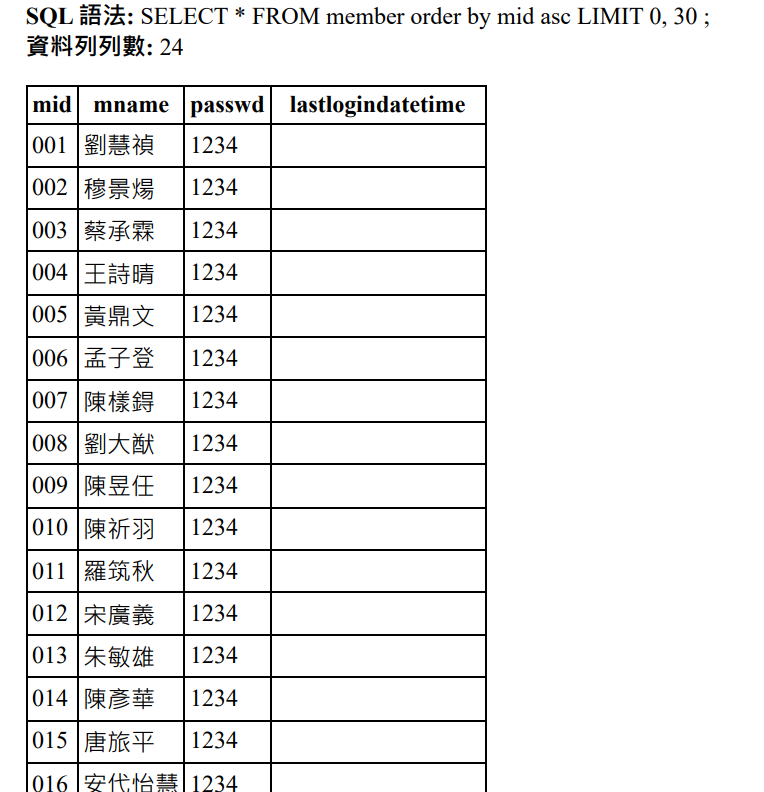 SQL 語法: SELECT * FROM member order by mid asc LIMIT 0, 30 ;
資料列列數: 24
mid mname passwd lastlogindatetime
001 劉慧禎 1234
002 穆景煬 1234
003 蔡承霖 1234
004 王詩晴 1234
005 黃鼎文 1234
006 孟子登 1234
007 陳樣鍀 1234
008 劉大猷 1234
009 陳昱任 1234
010 陳祈羽 1234
011 羅筑秋 1234
012 宋廣義 1234
013 朱敏雄 1234
014 陳彥華 1234
015 唐旅平 1234
016 安代怡慧 1234